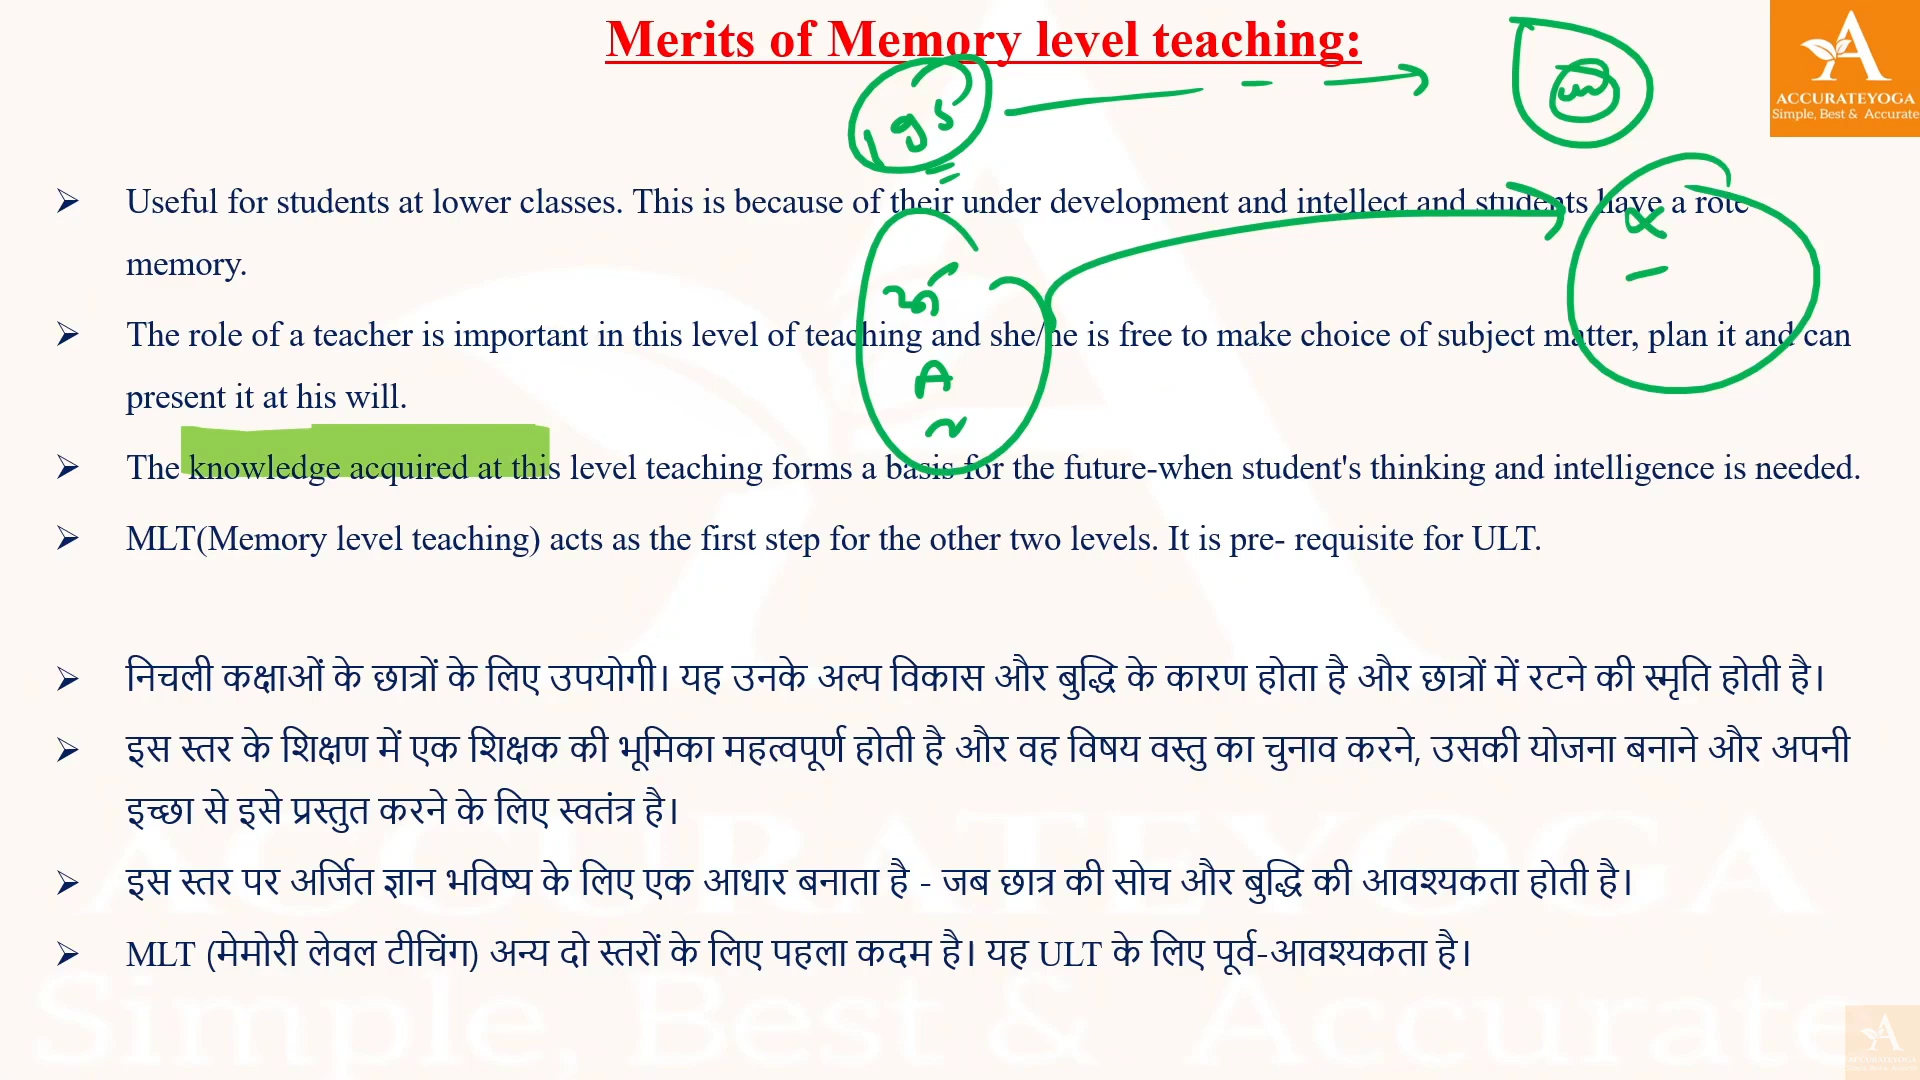 Merits of Memory level teaching:
ACCURATEYOGA
Simple, Best & Accurate
Useful for students at lower classes. This is because of their under development and intellect and students have a rote
memory.
The role of a teacher is important in this level of teaching and she/he is free to make choice of subject matter, plan it and can
present it at his will.
The knowledge acquired at this level teaching forms a basis for the future-when student's thinking and intelligence is needed.
MLT(Memory level teaching) acts as the first step for the other two levels. It is pre- requisite for ULT.
निचली कक्षाओं के छात्रों के लिए उपयोगी। यह उनके अल्प विकास और बुद्धि के कारण होता है और छात्रों में रटने की स्मृति होती है।
इस स्तर के शिक्षण में एक शिक्षक की भूमिका महत्वपूर्ण होती है और वह विषय वस्तु का चुनाव करने, उसकी योजना बनाने और अपनी
इच्छा से इसे प्रस्तुत करने के लिए स्वतंत्र है।
इस स्तर पर अर्जित ज्ञान भविष्य के लिए एक आधार बनाता है - जब छात्र की सोच और बुद्धि की आवश्यकता होती है।
MLT (मेमोरी लेवल टीचिंग) अन्य दो स्तरों के लिए पहला कदम है। यह ULT के लिए पूर्व-आवश्यकता है।
ACCURATEYOGA
Simple, Best & Accurate